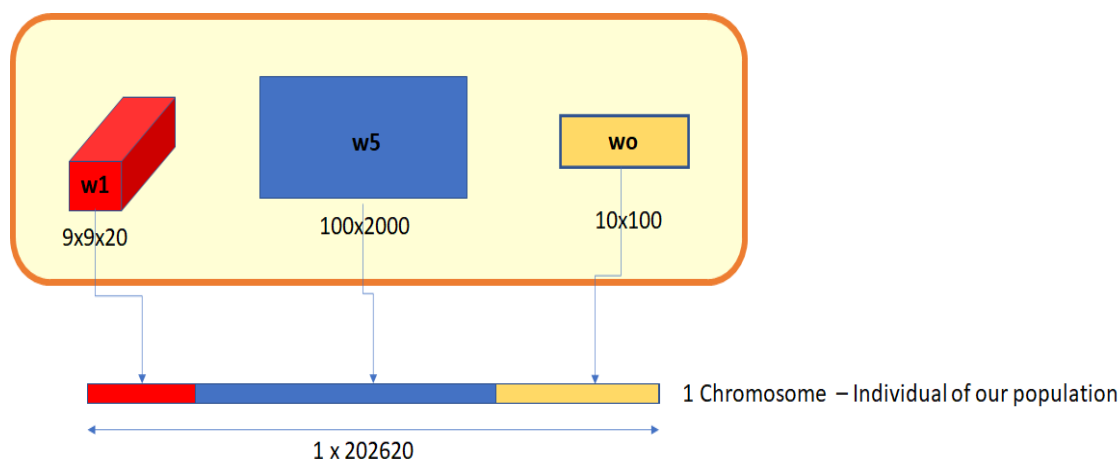 w1
w5
wo
9x9x20
100x2000
10x100
1 Chromosome – Individual of our population
1 x 202620